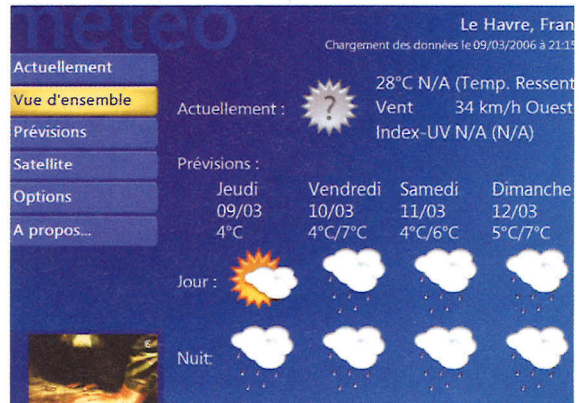 météo
Le Havre, Fran
Chargement des données le 09/03/2006 à 21:15
Actuellement
Vue d'ensemble
Prévisions
Satellite
Options
A propos...
Actuellement :
?
28°C N/A (Temp. Ressent
Vent 34 km/h Ouest
Index-UV N/A (N/A)
Prévisions :
Jeudi Vendredi Samedi Dimanche
09/03 10/03 11/03 12/03
4°C 4°C/7°C 4°C/6°C 5°C/7°C
Jour :
Nuit: